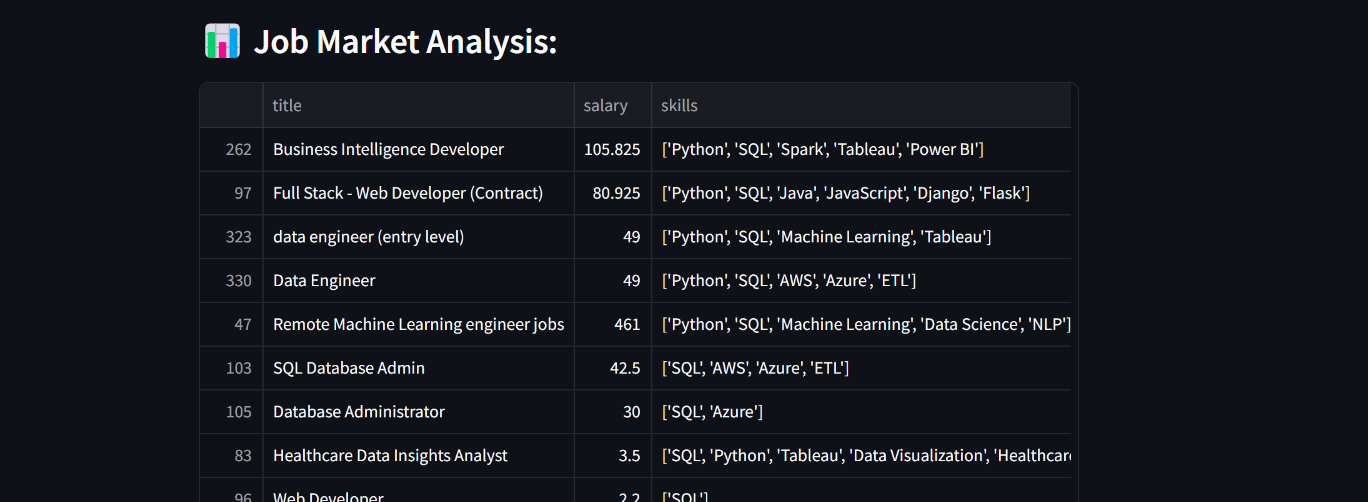 📊 Job Market Analysis:
title salary skills
262 Business Intelligence Developer 105.825 ['Python', 'SQL', 'Spark', 'Tableau', 'Power BI']
97 Full Stack - Web Developer (Contract) 80.925 ['Python', 'SQL', 'Java', 'JavaScript', 'Django', 'Flask']
323 data engineer (entry level) 49 ['Python', 'SQL', 'Machine Learning', 'Tableau']
330 Data Engineer 49 ['Python', 'SQL', 'AWS', 'Azure', 'ETL']
47 Remote Machine Learning engineer jobs 461 ['Python', 'SQL', 'Machine Learning', 'Data Science', 'NLP']
103 SQL Database Admin 42.5 ['SQL', 'AWS', 'Azure', 'ETL']
105 Database Administrator 30 ['SQL', 'Azure']
83 Healthcare Data Insights Analyst 3.5 ['SQL', 'Python', 'Tableau', 'Data Visualization', 'Healthcare
96 Web Developer 2.2 ['SQL']